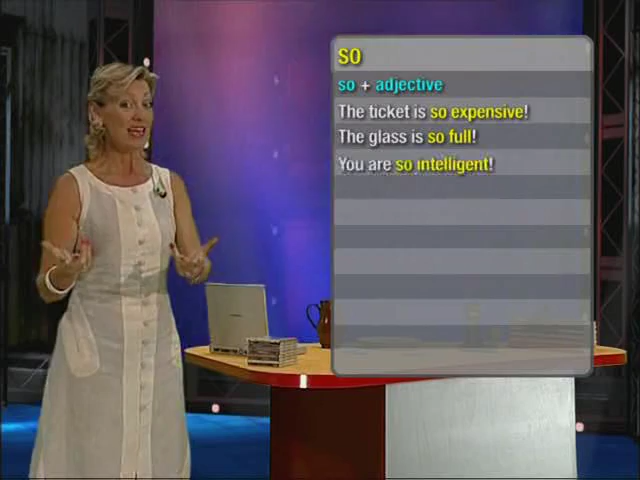 SO
so + adjective
The ticket is so expensive!
The glass is so full!
You are so intelligent!